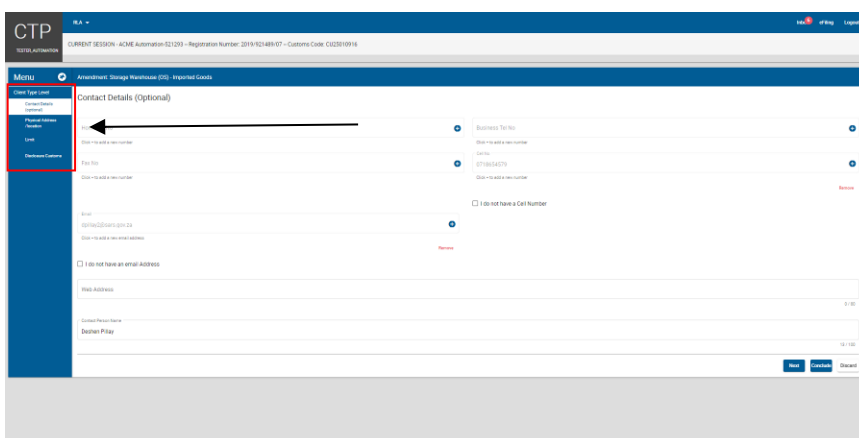 CTP
TESTER, AUTOMATION
RLA
eFiling
Logout
CURRENT SESSION - ACME Automation-521293 – Registration Number: 2019/921489/07 – Customs Code: CU25010916
Menu
Amendment: Storage Warehouse (OS) - Imported Goods
Client Type Level
Contact Details
(optional)
Physical Address
/location
Disclosure Customs
Contact Details (Optional)
Business Tel No
Click + to add a new number
Click + to add a new number
Fax No
Cell No
0718654579
Click + to add a new number
Click + to add a new number
Remove
I do not have a Cell Number
Email
Click + to add a new email address
Remove
I do not have an email Address
Web Address
0 / 50
Contact Person Name
Deshen Pillay
Next
Conclude
Discard